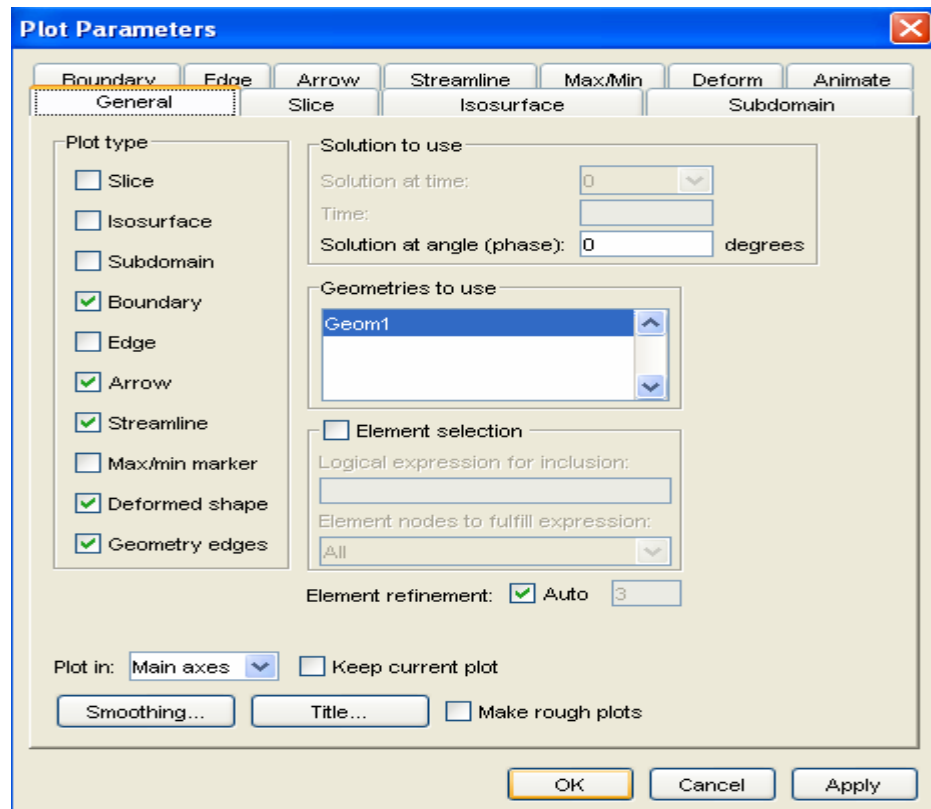 Plot Parameters
Boundary Edge Arrow Streamline Max/Min Deform Animate
General Slice Isosurface Subdomain
Plot type
Slice
Isosurface
Subdomain
Boundary
Edge
Arrow
Streamline
Max/min marker
Deformed shape
Geometry edges
Solution to use
Solution at time: 0
Time:
Solution at angle (phase): 0 degrees
Geometries to use
Geom1
Element selection
Logical expression for inclusion:
Element nodes to fulfill expression:
All
Element refinement: Auto 3
Plot in: Main axes Keep current plot
Smoothing... Title... Make rough plots
OK Cancel Apply